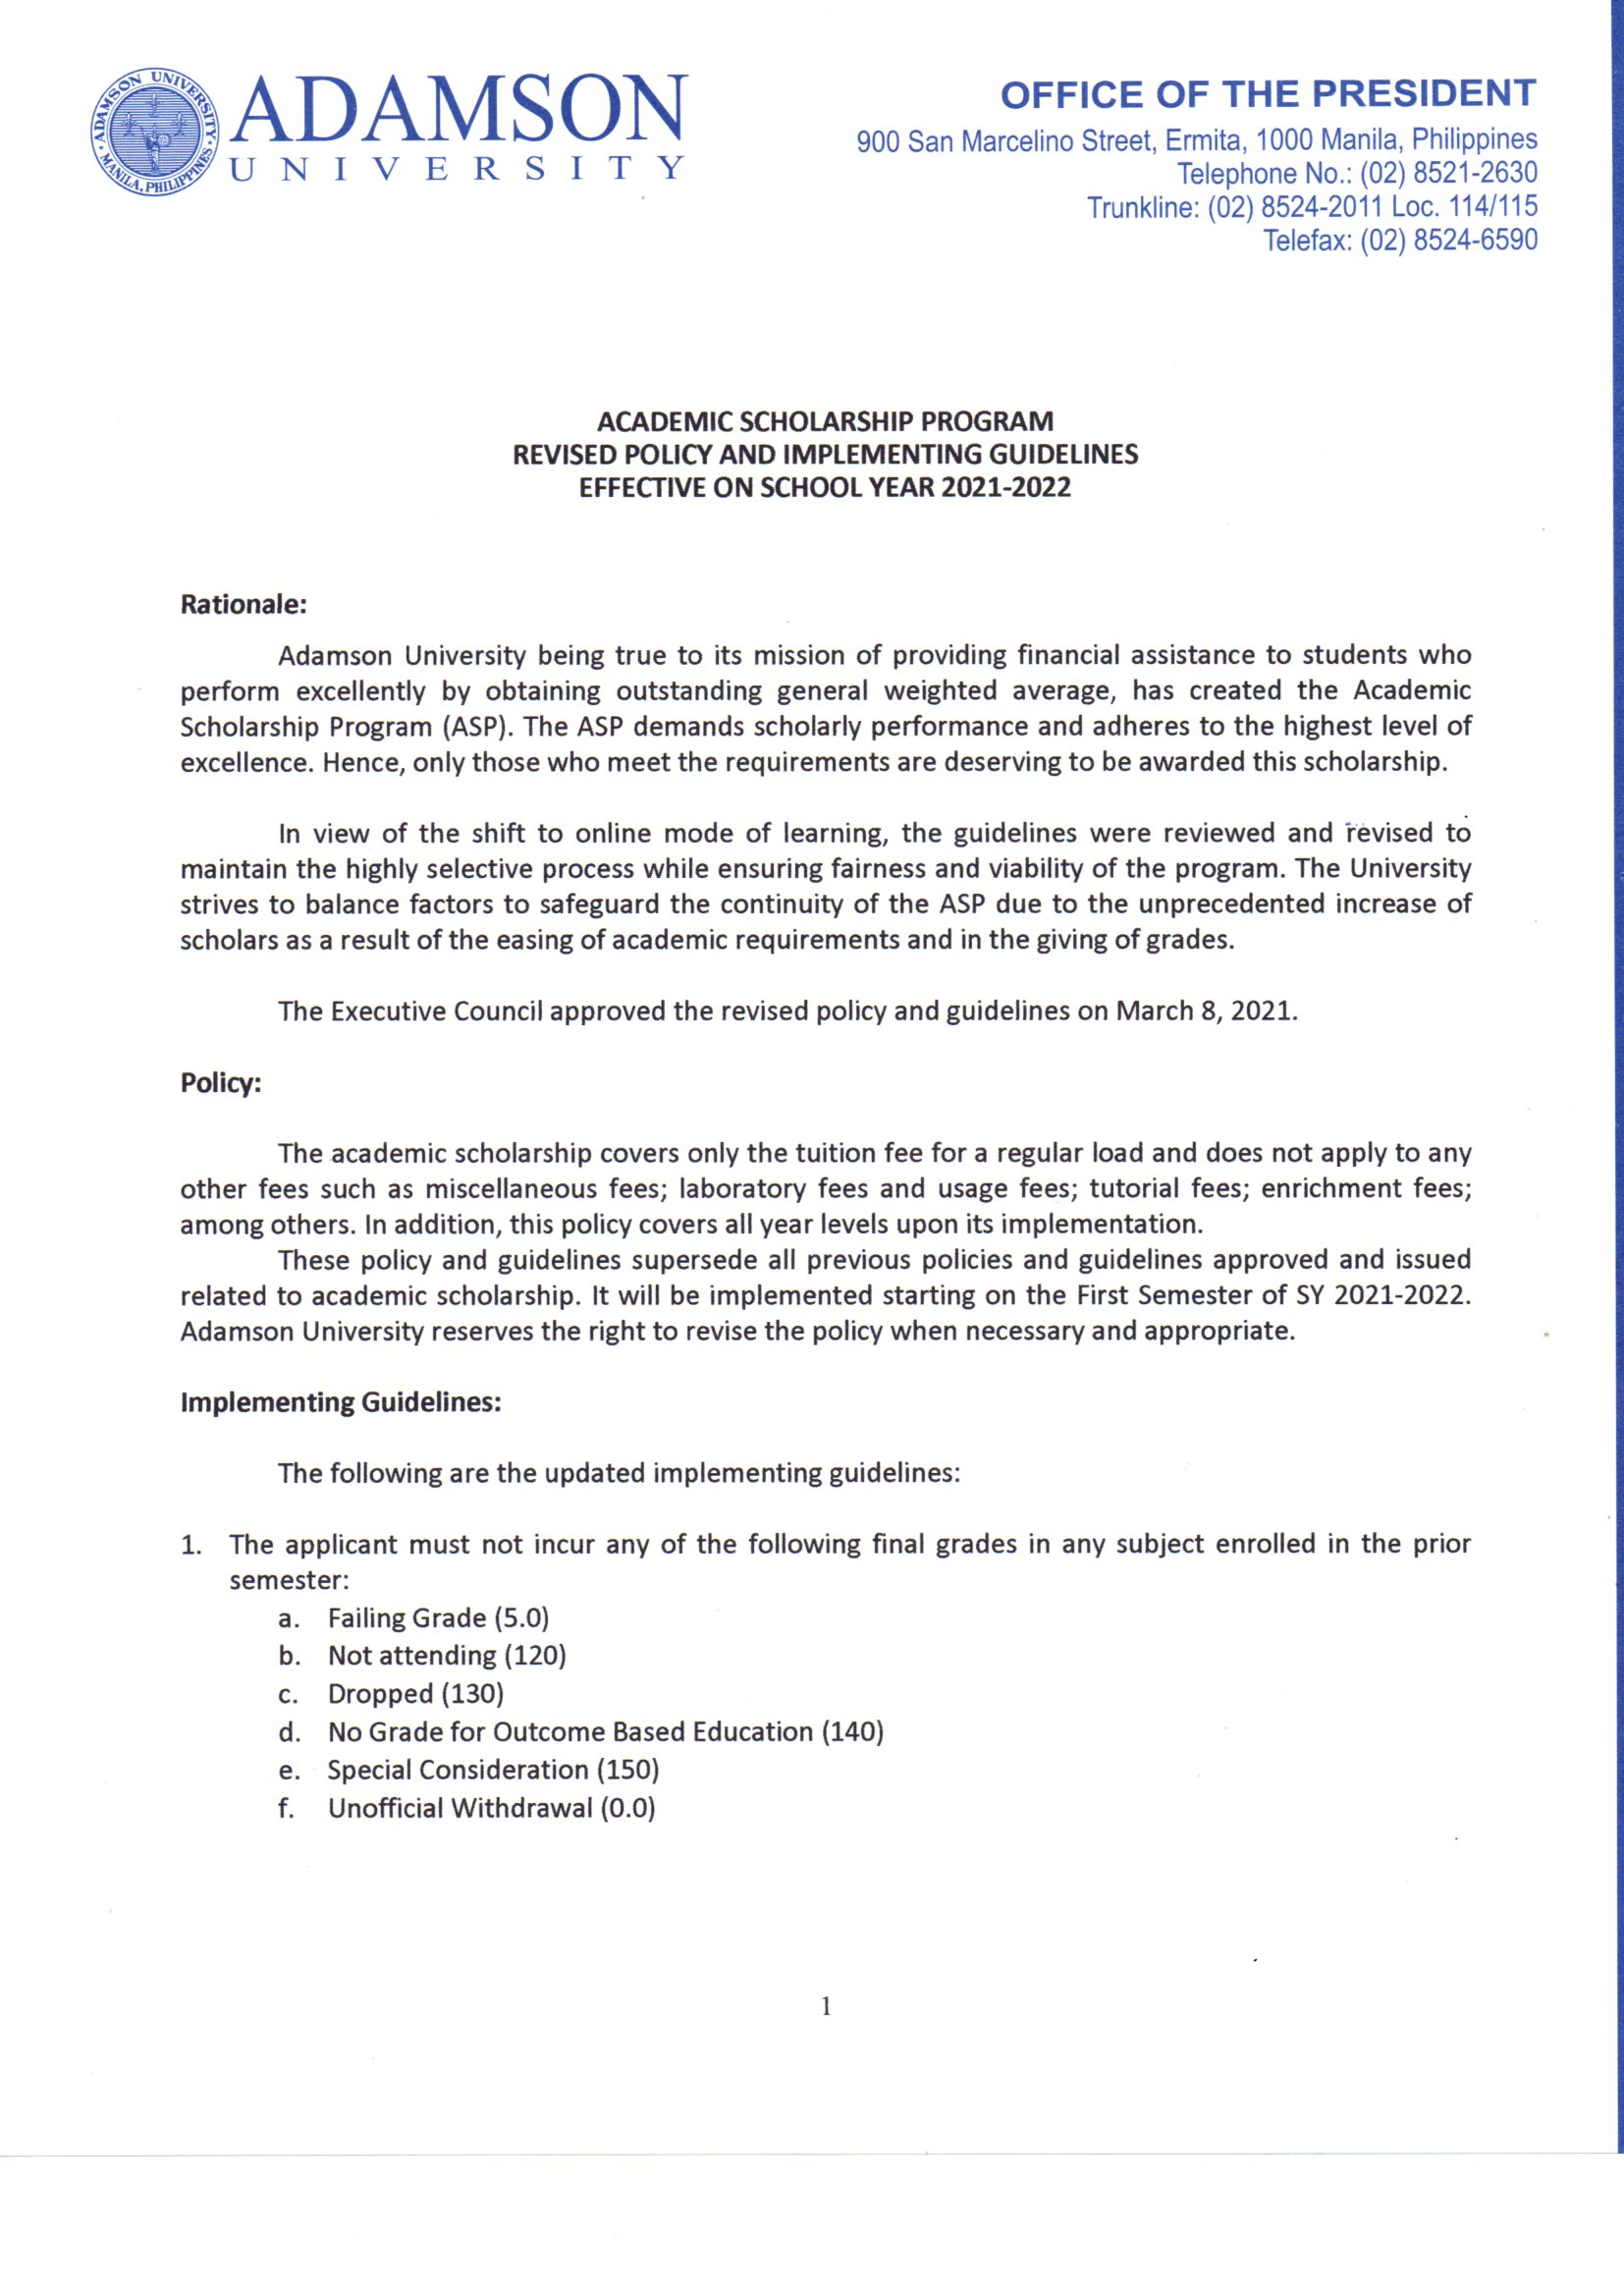 ADAMSON UNIVERSITY
MANILA, PHILIPPINES
ADAMSON
UNIVERSITY
OFFICE OF THE PRESIDENT
900 San Marcelino Street, Ermita, 1000 Manila, Philippines
Telephone No.: (02) 8521-2630
Trunkline: (02) 8524-2011 Loc. 114/115
Telefax: (02) 8524-6590
ACADEMIC SCHOLARSHIP PROGRAM
REVISED POLICY AND IMPLEMENTING GUIDELINES
EFFECTIVE ON SCHOOL YEAR 2021-2022
Rationale:
Adamson University being true to its mission of providing financial assistance to students who
perform excellently by obtaining outstanding general weighted average, has created the Academic
Scholarship Program (ASP). The ASP demands scholarly performance and adheres to the highest level of
excellence. Hence, only those who meet the requirements are deserving to be awarded this scholarship.
In view of the shift to online mode of learning, the guidelines were reviewed and revised to
maintain the highly selective process while ensuring fairness and viability of the program. The University
strives to balance factors to safeguard the continuity of the ASP due to the unprecedented increase of
scholars as a result of the easing of academic requirements and in the giving of grades.
The Executive Council approved the revised policy and guidelines on March 8, 2021.
Policy:
The academic scholarship covers only the tuition fee for a regular load and does not apply to any
other fees such as miscellaneous fees; laboratory fees and usage fees; tutorial fees; enrichment fees;
among others. In addition, this policy covers all year levels upon its implementation.
These policy and guidelines supersede all previous policies and guidelines approved and issued
related to academic scholarship. It will be implemented starting on the First Semester of SY 2021-2022.
Adamson University reserves the right to revise the policy when necessary and appropriate.
Implementing Guidelines:
The following are the updated implementing guidelines:
1. The applicant must not incur any of the following final grades in any subject enrolled in the prior
semester:
a. Failing Grade (5.0)
b. Not attending (120)
c. Dropped (130)
d. No Grade for Outcome Based Education (140)
e. Special Consideration (150)
f. Unofficial Withdrawal (0.0)
1